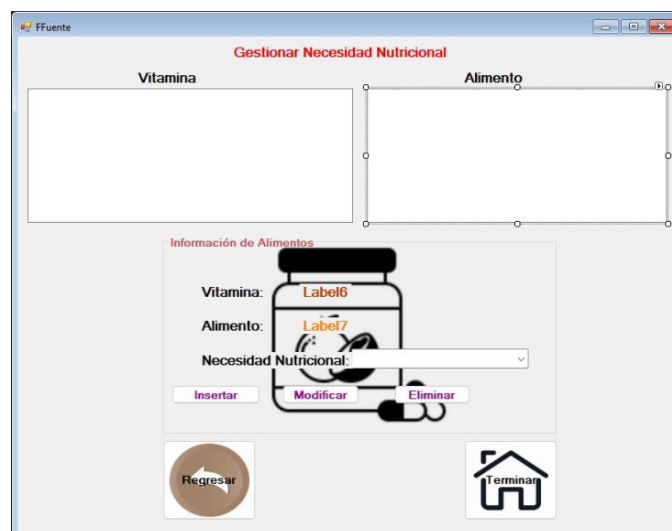 FFuente
Gestionar Necesidad Nutricional
Vitamina Alimento
Información de Alimentos
Vitamina: Label6
Alimento: Label7
Necesidad Nutricional:
Insertar Modificar Eliminar
Regresar Terminar